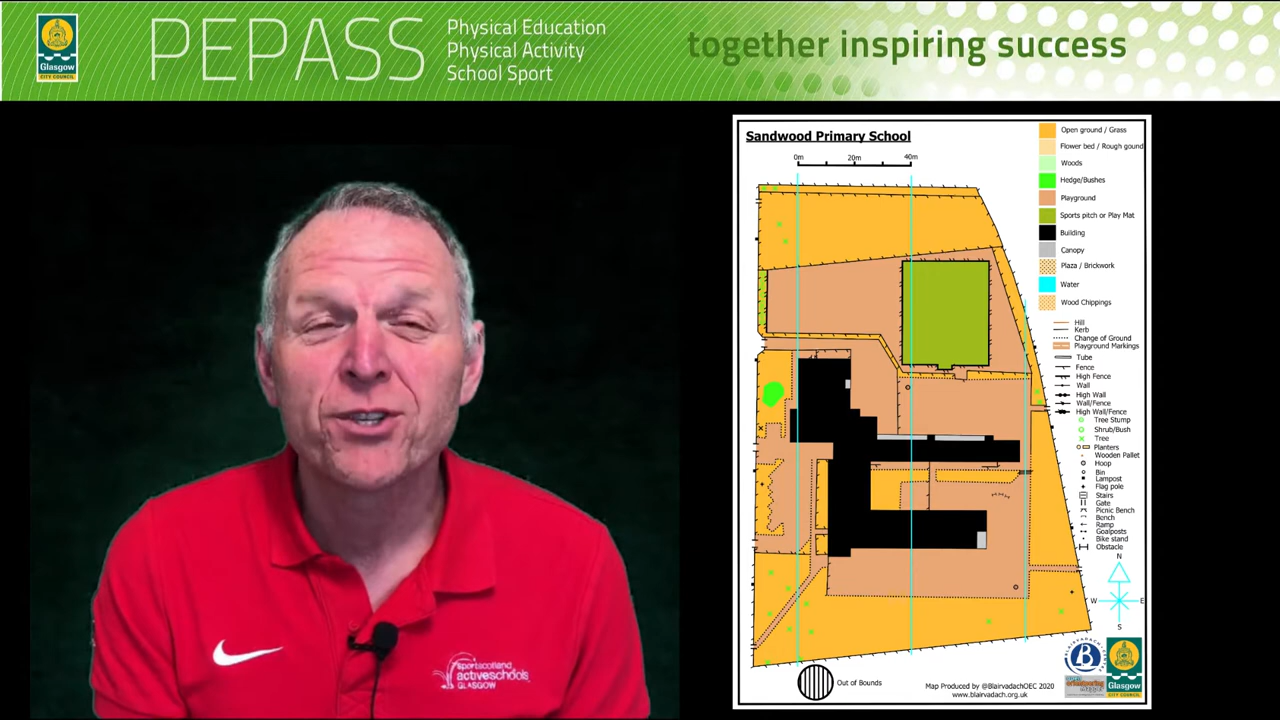 Glasgow
CITY COUNCIL
PEPASS
Physical Education
Physical Activity
School Sport
together inspiring success
Sandwood Primary School
0m 20m 40m
Open ground / Grass
Flower bed / Rough gound
Woods
Hedge/Bushes
Playground
Sports pitch or Play Mat
Building
Canopy
Plaza / Brickwork
Water
Wood Chippings
Hill
Kerb
Change of Ground
Playground Markings
Tube
Fence
High Fence
Wall
High Wall
Wall/Fence
High Wall/Fence
Tree Stump
Shrub/Bush
Tree
Planters
Wooden Pallet
Hoop
Bin
Lampost
Flag pole
Stairs
Gate
Picnic Bench
Bench
Ramp
Goalposts
Bike stand
Obstacle
N
W E
S
Out of Bounds
Map Produced by @BlairvadachOEC 2020
www.blairvadach.org.uk
BLAIRVADACH
B
Glasgow
CITY COUNCIL
sportscotland
activeschools
GLASGOW